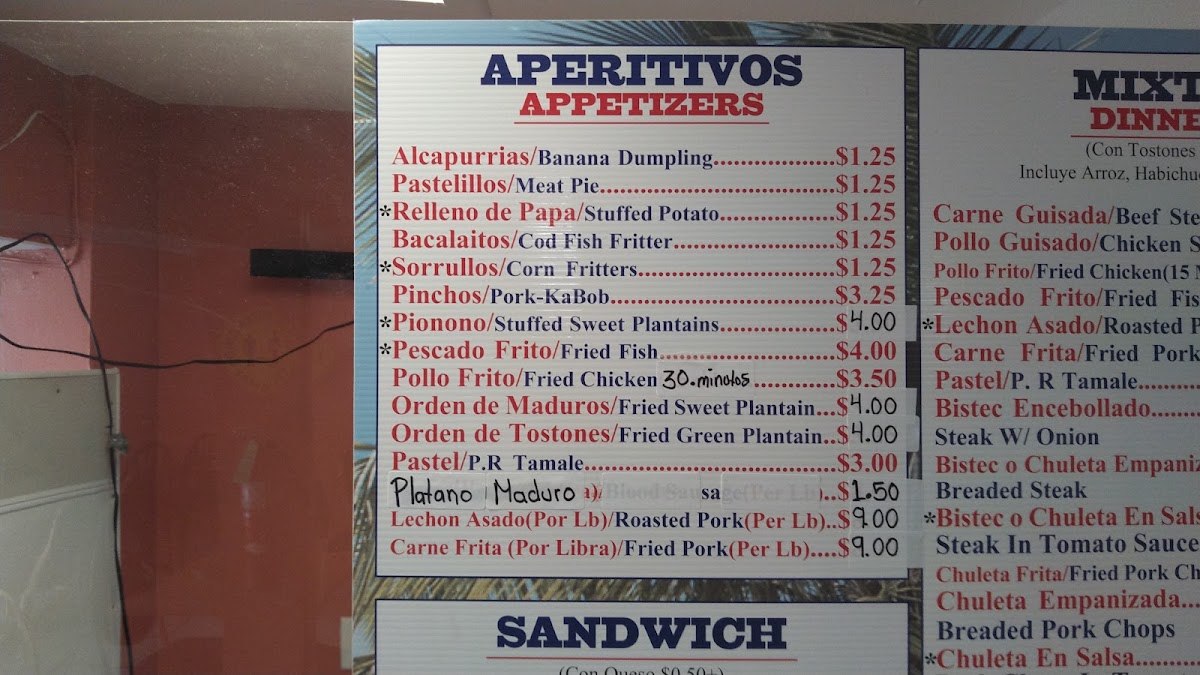 APERITIVOS
APPETIZERS
Alcapurrias/Banana Dumpling..................$1.25
Pastelillos/Meat Pie...................................$1.25
*Relleno de Papa/Stuffed Potato.................$1.25
Bacalaitos/Cod Fish Fritter........................$1.25
*Sorrullos/Corn Fritters.............................$1.25
Pinchos/Pork-KaBob.................................$3.25
*Pionono/Stuffed Sweet Plantains.................$4.00
*Pescado Frito/Fried Fish..........................$4.00
Pollo Frito/Fried Chicken 30.minutos............$3.50
Orden de Maduros/Fried Sweet Plantain...$4.00
Orden de Tostones/Fried Green Plantain..$4.00
Pastel/P.R Tamale.....................................$3.00
Platano Maduro a)/Blood Sausage(Per Lb)..$1.50
Lechon Asado(Por Lb)/Roasted Pork(Per Lb)..$9.00
Carne Frita (Por Libra)/Fried Pork(Per Lb)....$9.00
SANDWICH
(Con Queso $0.50+)
MIXT
DINNE
(Con Tostones
Incluye Arroz, Habichue
Carne Guisada/Beef Ste
Pollo Guisado/Chicken S
Pollo Frito/Fried Chicken(15 M
Pescado Frito/Fried Fis
*Lechon Asado/Roasted P
Carne Frita/Fried Pork
Pastel/P. R Tamale...........
Bistec Encebollado........
Steak W/ Onion
Bistec o Chuleta Empaniz
Breaded Steak
*Bistec o Chuleta En Sals
Steak In Tomato Sauce
Chuleta Frita/Fried Pork Ch
Chuleta Empanizada...
Breaded Pork Chops
*Chuleta En Salsa.........